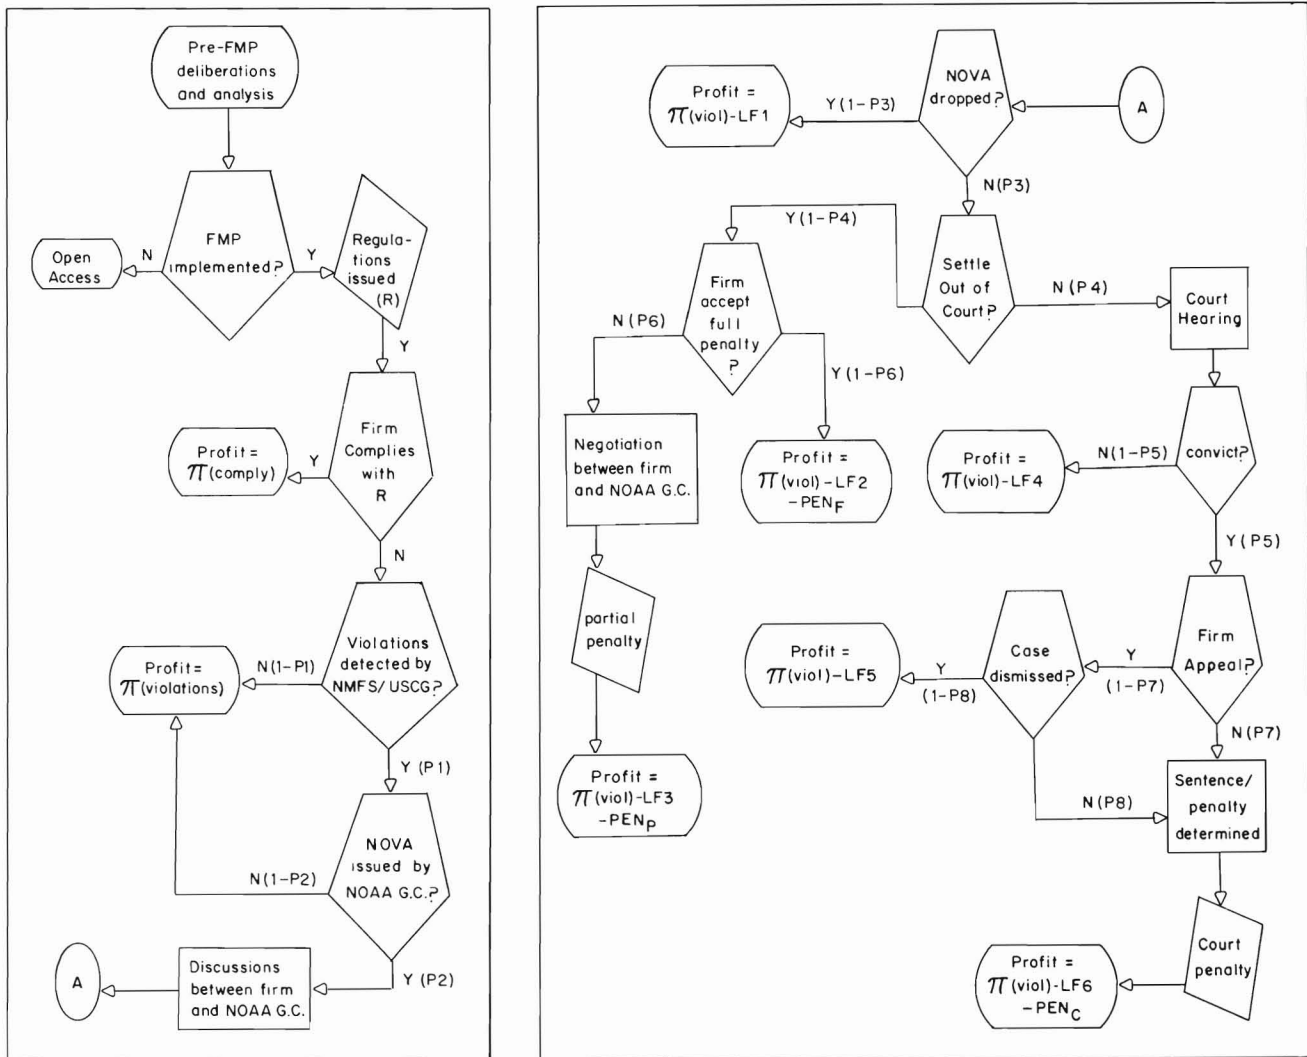 Pre-FMP
deliberations
and analysis
FMP
implemented?
N
Open
Access
Y
Regula-
tions
issued
(R)
Y
Firm
Complies
with
R
Y
Profit =
π(comply)
N
Violations
detected by
NMFS/USCG?
N(1-P1)
Profit=
π(violations)
Y(P1)
NOVA
issued by
NOAA G.C.?
N(1-P2)
Y(P2)
Discussions
between firm
and NOAA G.C.
A
A
NOVA
dropped?
Y(1-P3)
Profit =
π(viol)-LF1
N(P3)
Settle
Out of
Court?
Y(1-P4)
Firm
accept
full
penalty
?
N(P6)
Y(1-P6)
Negotiation
between firm
and NOAA G.C.
Profit =
π(viol)-LF2
-PENF
partial
penalty
Profit =
π(viol)-LF3
-PENP
N(P4)
Court
Hearing
convict?
N(1-P5)
Profit =
π(viol)-LF4
Y(P5)
Firm
Appeal?
Y
(1-P7)
Case
dismissed?
Y
(1-P8)
Profit =
π(viol)-LF5
N(P7)
N(P8)
Sentence/
penalty
determined
Court
penalty
Profit =
π(viol)-LF6
-PENC